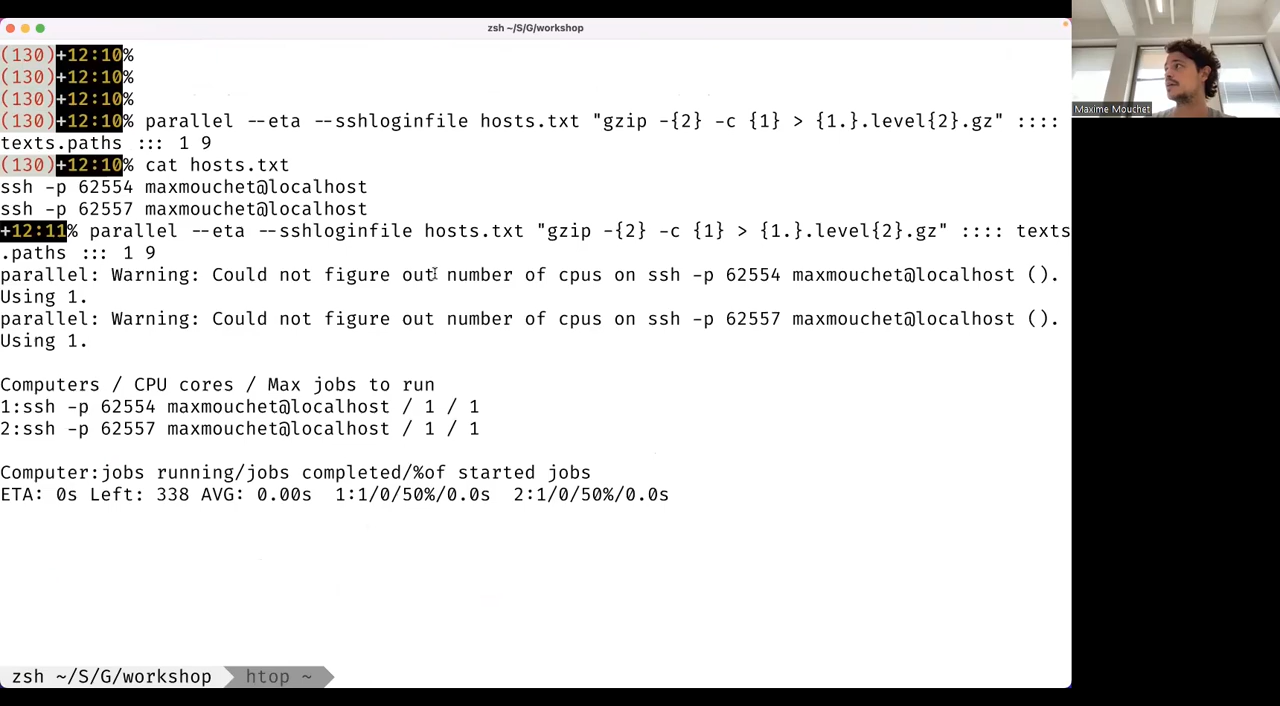 zsh ~/S/G/workshop
(130)+12:10%
(130)+12:10%
(130)+12:10%
(130)+12:10% parallel --eta --sshloginfile hosts.txt "gzip -{2} -c {1} > {1.}.level{2}.gz" ::::
texts.paths ::: 1 9
(130)+12:10% cat hosts.txt
ssh -p 62554 maxmouchet@localhost
ssh -p 62557 maxmouchet@localhost
+12:11% parallel --eta --sshloginfile hosts.txt "gzip -{2} -c {1} > {1.}.level{2}.gz" :::: texts
.paths ::: 1 9
parallel: Warning: Could not figure out number of cpus on ssh -p 62554 maxmouchet@localhost ().
Using 1.
parallel: Warning: Could not figure out number of cpus on ssh -p 62557 maxmouchet@localhost ().
Using 1.
Computers / CPU cores / Max jobs to run
1:ssh -p 62554 maxmouchet@localhost / 1 / 1
2:ssh -p 62557 maxmouchet@localhost / 1 / 1
Computer:jobs running/jobs completed/%of started jobs
ETA: 0s Left: 338 AVG: 0.00s  1:1/0/50%/0.0s  2:1/0/50%/0.0s
zsh ~/S/G/workshop
htop ~
Maxime Mouchet